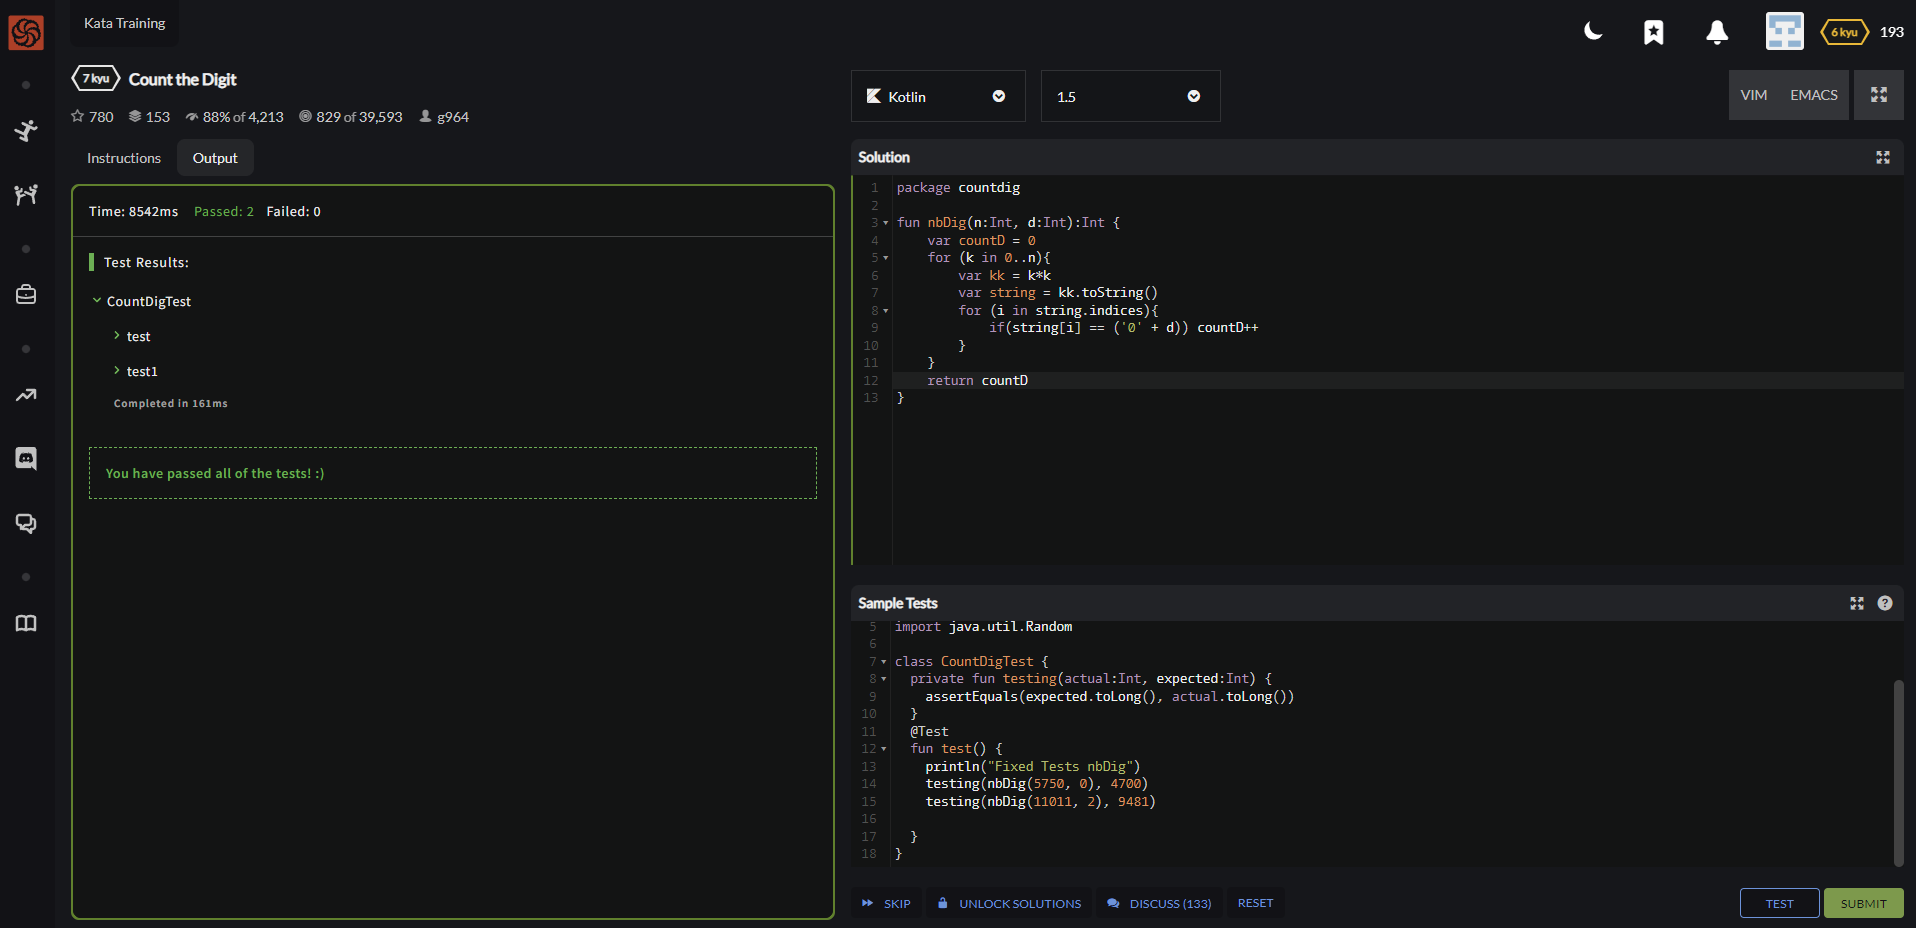 Kata Training
6 kyu 193
7 kyu Count the Digit
780 153 88% of 4,213 829 of 39,593 g964
Instructions Output
Time: 8542ms Passed: 2 Failed: 0
Test Results:
CountDigTest
test
test1
Completed in 161ms
You have passed all of the tests! :)
Kotlin 1.5 VIM EMACS
Solution
1 package countdig
2
3 fun nbDig(n:Int, d:Int):Int {
4 var countD = 0
5 for (k in 0..n){
6 var kk = k*k
7 var string = kk.toString()
8 for (i in string.indices){
9 if(string[i] == ('0' + d)) countD++
10 }
11 }
12 return countD
13 }
Sample Tests
5 import java.util.Random
6
7 class CountDigTest {
8 private fun testing(actual:Int, expected:Int) {
9 assertEquals(expected.toLong(), actual.toLong())
10 }
11 @Test
12 fun test() {
13 println("Fixed Tests nbDig")
14 testing(nbDig(5750, 0), 4700)
15 testing(nbDig(11011, 2), 9481)
16
17 }
18 }
SKIP UNLOCK SOLUTIONS DISCUSS (133) RESET TEST SUBMIT